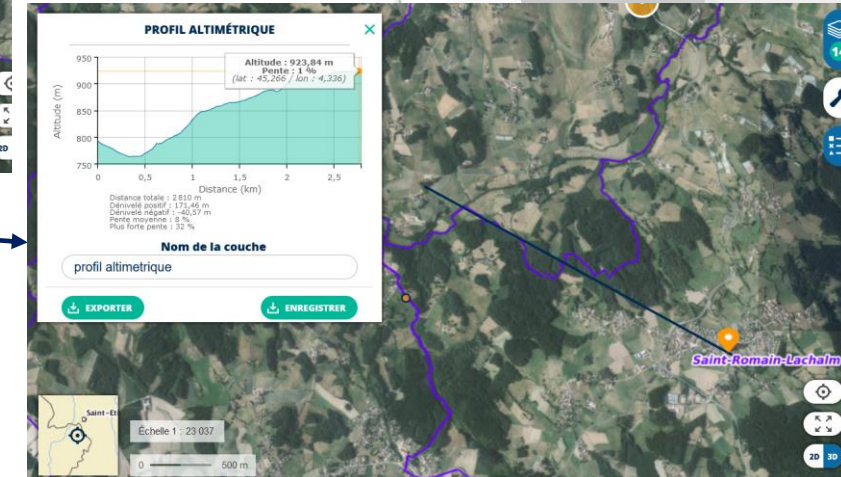 PROFIL ALTIMÉTRIQUE
Altitude : 923,84 m
Pente : 1 %
(lat : 45,266 / lon : 4,336)
950
900
850
800
750
Altitude (m)
0 0,5 1 1,5 2 2,5
Distance (km)
Distance totale : 2 810 m
Dénivelé positif : 171,46 m
Dénivelé négatif : -40,57 m
Pente moyenne : 8 %
Plus forte pente : 32 %
Nom de la couche
profil altimetrique
EXPORTER
ENREGISTRER
Saint-Romain-Lachalm
Échelle 1 : 23 037
0 500 m
2D 3D